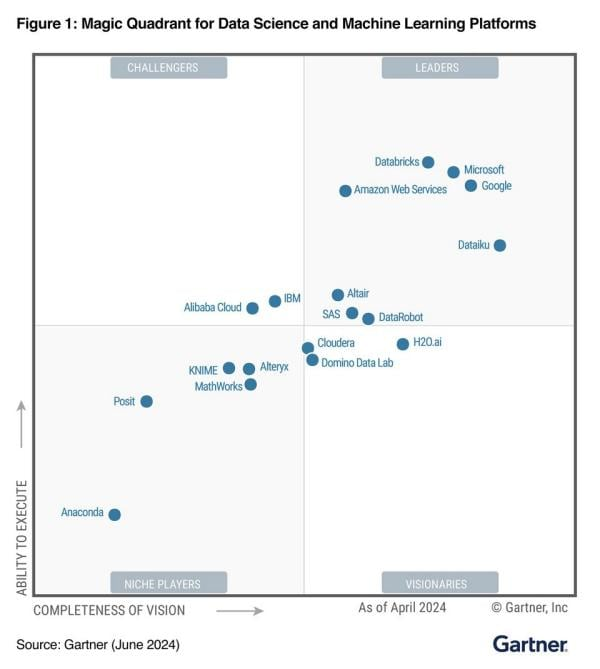 Figure 1: Magic Quadrant for Data Science and Machine Learning Platforms
CHALLENGERS
LEADERS
Databricks
Microsoft
Google
Amazon Web Services
Dataiku
Altair
IBM
Alibaba Cloud
SAS
DataRobot
Cloudera
H2O.ai
Domino Data Lab
KNIME
Alteryx
MathWorks
Posit
Anaconda
NICHE PLAYERS
VISIONARIES
ABILITY TO EXECUTE
COMPLETENESS OF VISION
As of April 2024
© Gartner, Inc
Source: Gartner (June 2024)
Gartner.